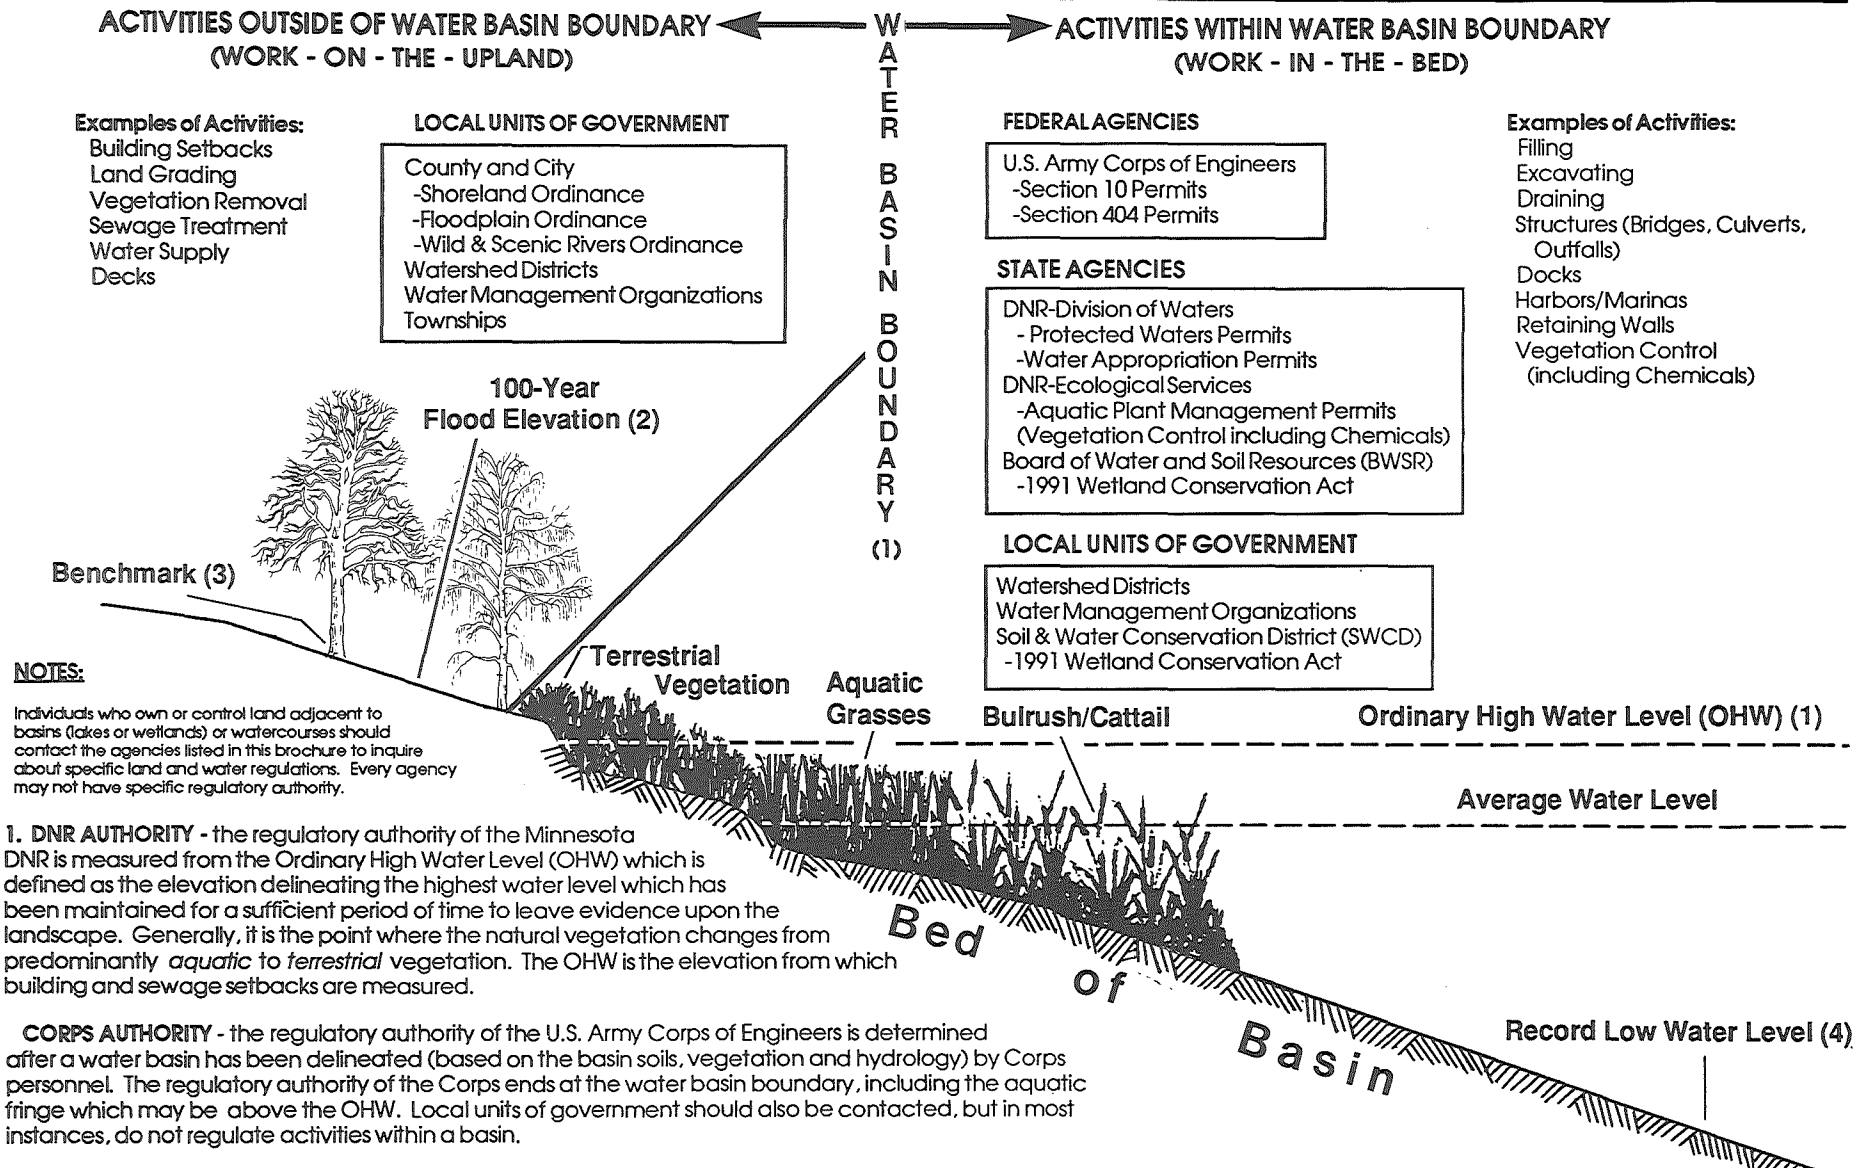 ACTIVITIES OUTSIDE OF WATER BASIN BOUNDARY
(WORK - ON - THE - UPLAND)
WATER BASIN BOUNDARY
(1)
ACTIVITIES WITHIN WATER BASIN BOUNDARY
(WORK - IN - THE - BED)
Examples of Activities:
Building Setbacks
Land Grading
Vegetation Removal
Sewage Treatment
Water Supply
Decks
LOCAL UNITS OF GOVERNMENT
County and City
-Shoreland Ordinance
-Floodplain Ordinance
-Wild & Scenic Rivers Ordinance
Watershed Districts
Water Management Organizations
Townships
FEDERAL AGENCIES
U.S. Army Corps of Engineers
-Section 10 Permits
-Section 404 Permits
STATE AGENCIES
DNR-Division of Waters
- Protected Waters Permits
-Water Appropriation Permits
DNR-Ecological Services
-Aquatic Plant Management Permits
(Vegetation Control including Chemicals)
Board of Water and Soil Resources (BWSR)
-1991 Wetland Conservation Act
LOCAL UNITS OF GOVERNMENT
Watershed Districts
Water Management Organizations
Soil & Water Conservation District (SWCD)
-1991 Wetland Conservation Act
Examples of Activities:
Filling
Excavating
Draining
Structures (Bridges, Culverts,
Outfalls)
Docks
Harbors/Marinas
Retaining Walls
Vegetation Control
(including Chemicals)
100-Year
Flood Elevation (2)
Benchmark (3)
Terrestrial
Vegetation
Aquatic
Grasses
Bulrush/Cattail
Ordinary High Water Level (OHW) (1)
Average Water Level
Record Low Water Level (4)
Bed of Basin
NOTES:
Individuals who own or control land adjacent to
basins (lakes or wetlands) or watercourses should
contact the agencies listed in this brochure to inquire
about specific land and water regulations. Every agency
may not have specific regulatory authority.
1. DNR AUTHORITY - the regulatory authority of the Minnesota
DNR is measured from the Ordinary High Water Level (OHW) which is
defined as the elevation delineating the highest water level which has
been maintained for a sufficient period of time to leave evidence upon the
landscape. Generally, it is the point where the natural vegetation changes from
predominantly aquatic to terrestrial vegetation. The OHW is the elevation from which
building and sewage setbacks are measured.
CORPS AUTHORITY - the regulatory authority of the U.S. Army Corps of Engineers is determined
after a water basin has been delineated (based on the basin soils, vegetation and hydrology) by Corps
personnel. The regulatory authority of the Corps ends at the water basin boundary, including the aquatic
fringe which may be above the OHW. Local units of government should also be contacted, but in most
instances, do not regulate activities within a basin.